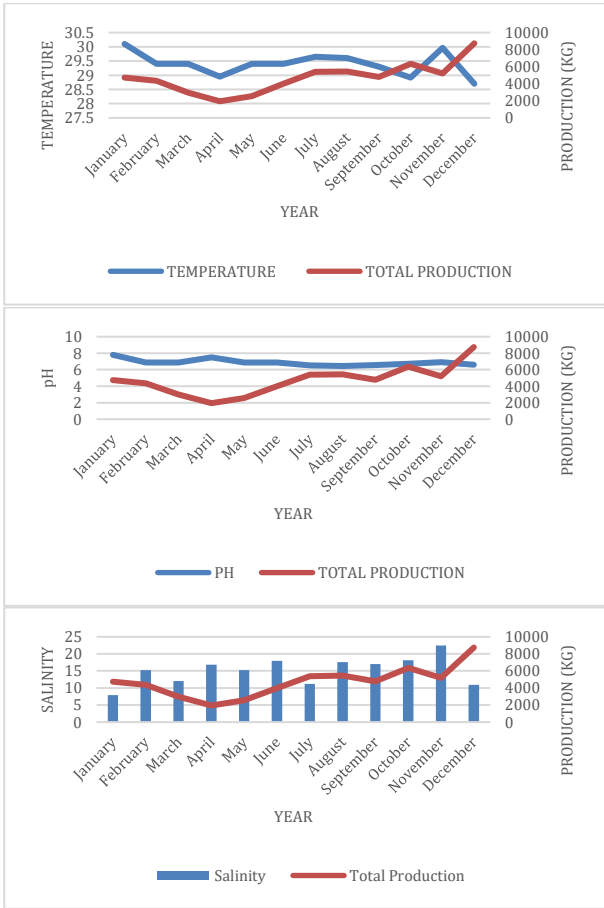 TEMPERATURE
30.5
30
29.5
29
28.5
28
27.5
10000
8000
6000
4000
2000
0
PRODUCTION (KG)
January
February
March
April
May
June
July
August
September
October
November
December
YEAR
TEMPERATURE
TOTAL PRODUCTION
pH
10
8
6
4
2
0
10000
8000
6000
4000
2000
0
PRODUCTION (KG)
January
February
March
April
May
June
July
August
September
October
November
December
YEAR
PH
TOTAL PRODUCTION
SALINITY
25
20
15
10
5
0
10000
8000
6000
4000
2000
0
PRODUCTION (KG)
January
February
March
April
May
June
July
August
September
October
November
December
YEAR
Salinity
Total Production